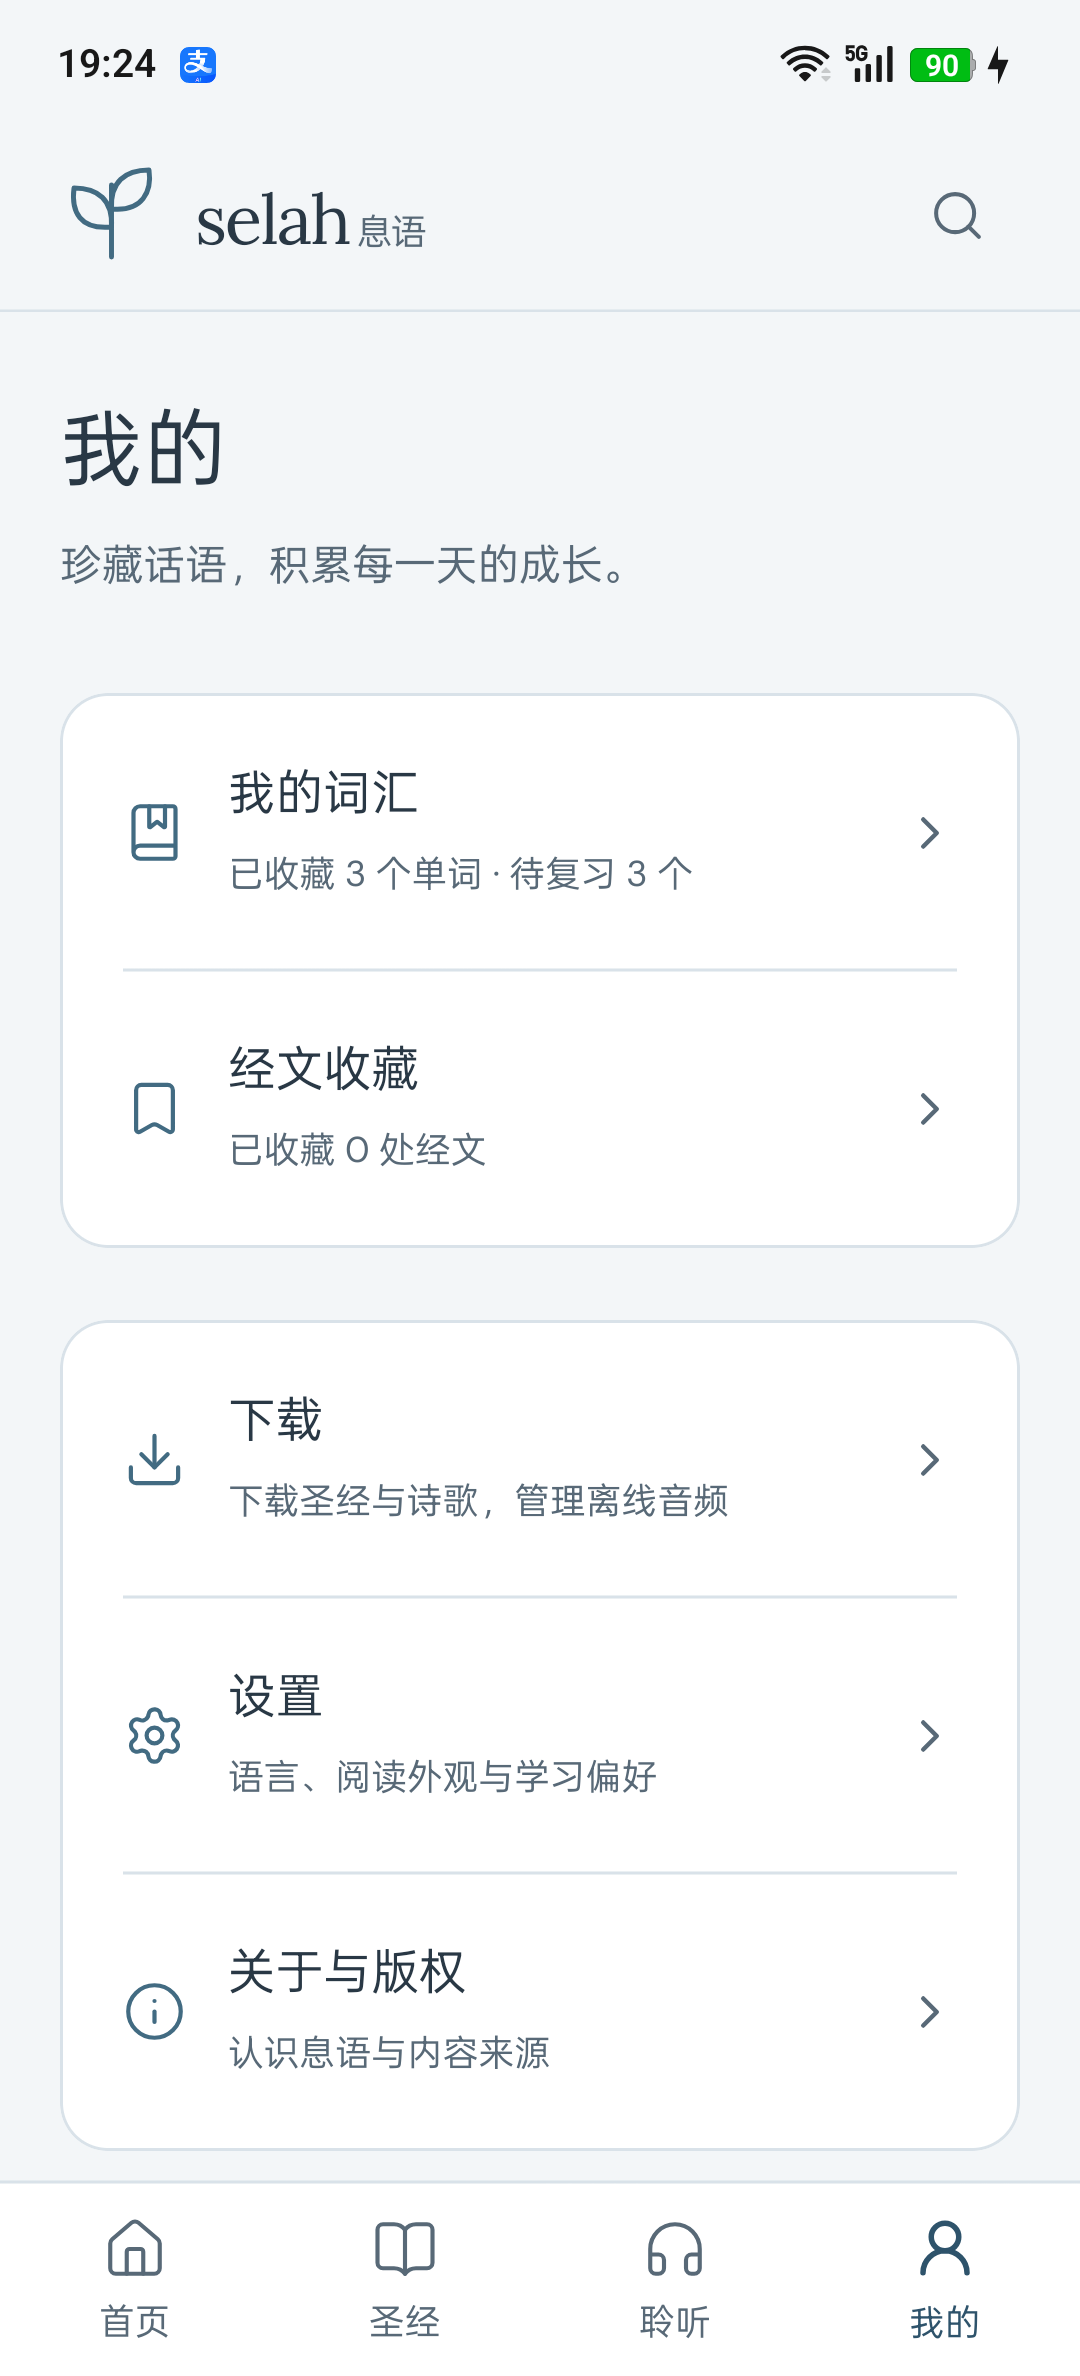 19:24
支
5G
90
selah 息语
我的
珍藏话语，积累每一天的成长。
我的词汇
已收藏 3 个单词 · 待复习 3 个
经文收藏
已收藏 0 处经文
下载
下载圣经与诗歌，管理离线音频
设置
语言、阅读外观与学习偏好
关于与版权
认识息语与内容来源
首页
圣经
聆听
我的